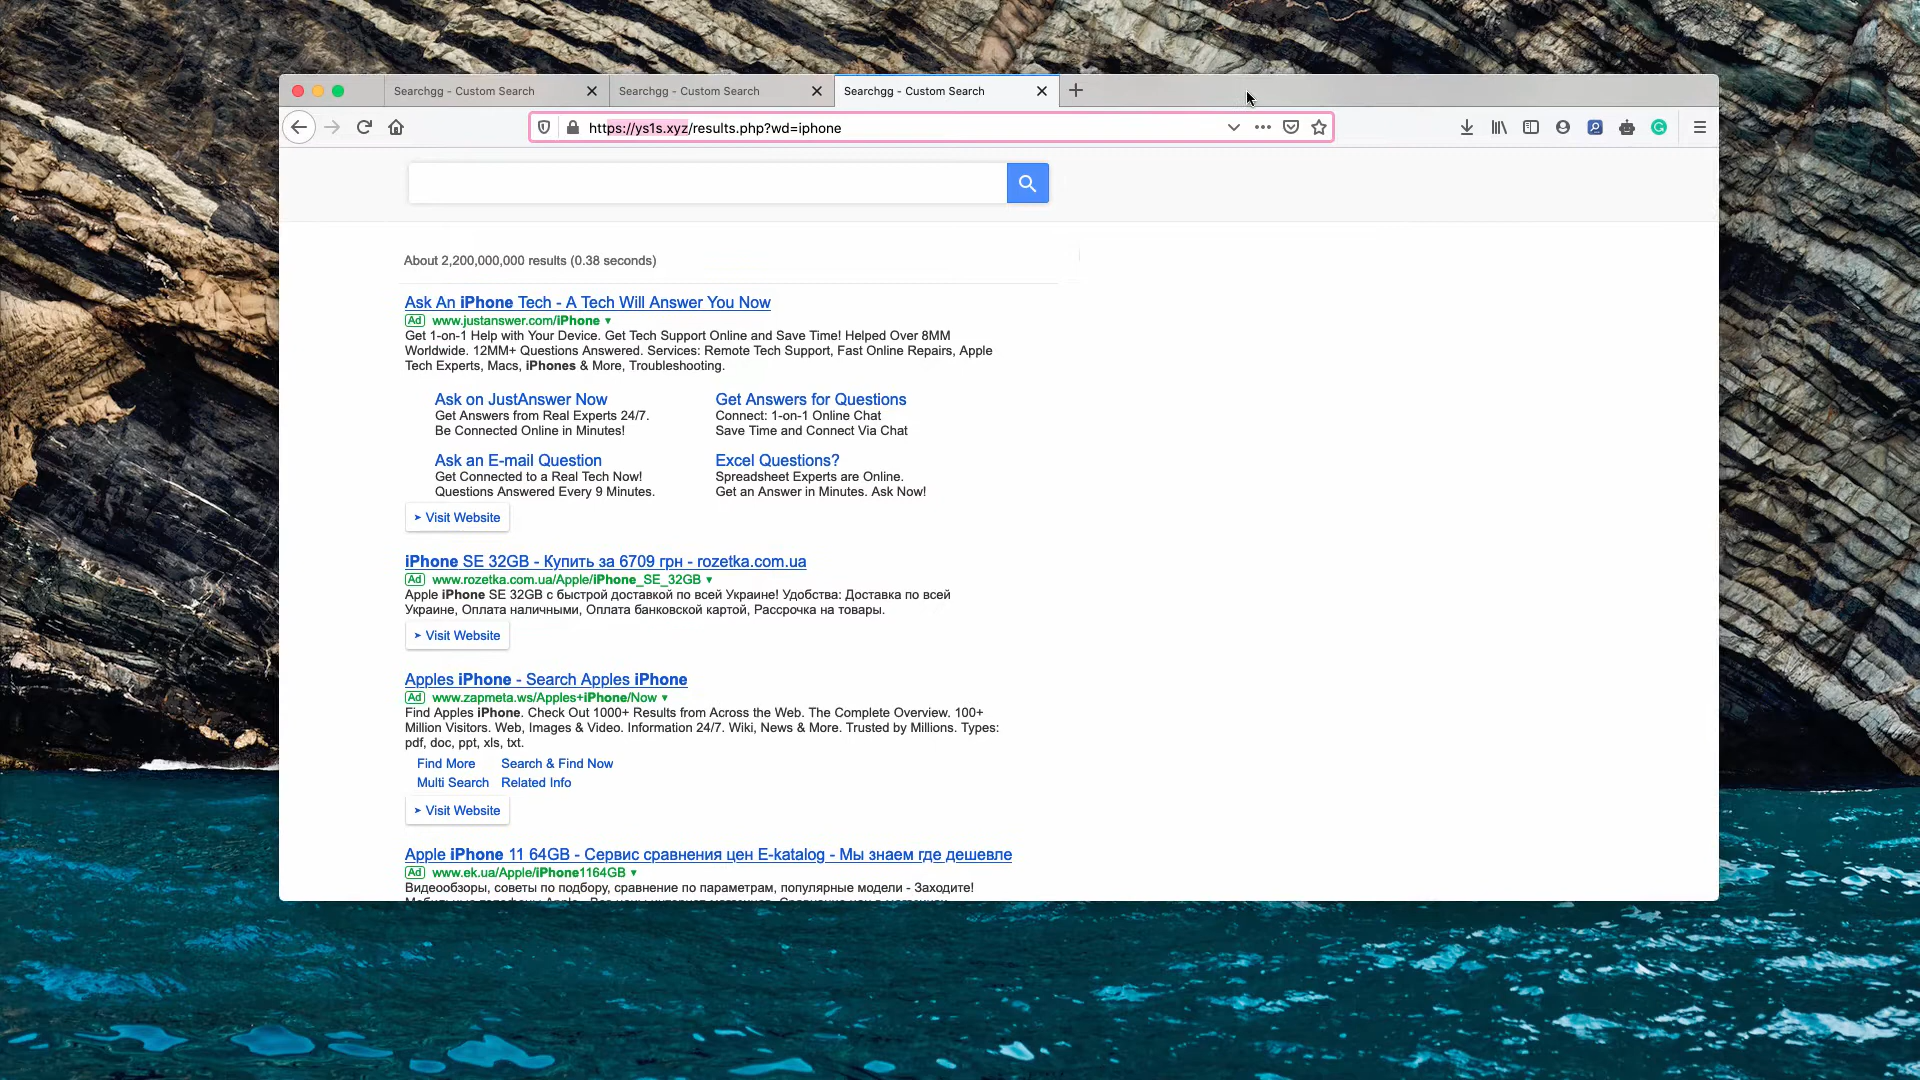 Searchgg - Custom Search
Searchgg - Custom Search
Searchgg - Custom Search
https://ys1s.xyz/results.php?wd=iphone
About 2,200,000,000 results (0.38 seconds)
Ask An iPhone Tech - A Tech Will Answer You Now
Ad www.justanswer.com/iPhone
Get 1-on-1 Help with Your Device. Get Tech Support Online and Save Time! Helped Over 8MM
Worldwide. 12MM+ Questions Answered. Services: Remote Tech Support, Fast Online Repairs, Apple
Tech Experts, Macs, iPhones & More, Troubleshooting.
Ask on JustAnswer Now
Get Answers from Real Experts 24/7.
Be Connected Online in Minutes!
Get Answers for Questions
Connect: 1-on-1 Online Chat
Save Time and Connect Via Chat
Ask an E-mail Question
Get Connected to a Real Tech Now!
Questions Answered Every 9 Minutes.
Excel Questions?
Spreadsheet Experts are Online.
Get an Answer in Minutes. Ask Now!
Visit Website
iPhone SE 32GB - Купить за 6709 грн - rozetka.com.ua
Ad www.rozetka.com.ua/Apple/iPhone_SE_32GB
Apple iPhone SE 32GB с быстрой доставкой по всей Украине! Удобства: Доставка по всей
Украине, Оплата наличными, Оплата банковской картой, Рассрочка на товары.
Visit Website
Apples iPhone - Search Apples iPhone
Ad www.zapmeta.ws/Apples+iPhone/Now
Find Apples iPhone. Check Out 1000+ Results from Across the Web. The Complete Overview. 100+
Million Visitors. Web, Images & Video. Information 24/7. Wiki, News & More. Trusted by Millions. Types:
pdf, doc, ppt, xls, txt.
Find More Search & Find Now
Multi Search Related Info
Visit Website
Apple iPhone 11 64GB - Сервис сравнения цен E-katalog - Мы знаем где дешевле
Ad www.ek.ua/Apple/iPhone1164GB
Видеообзоры, советы по подбору, сравнение по параметрам, популярные модели - Заходите!